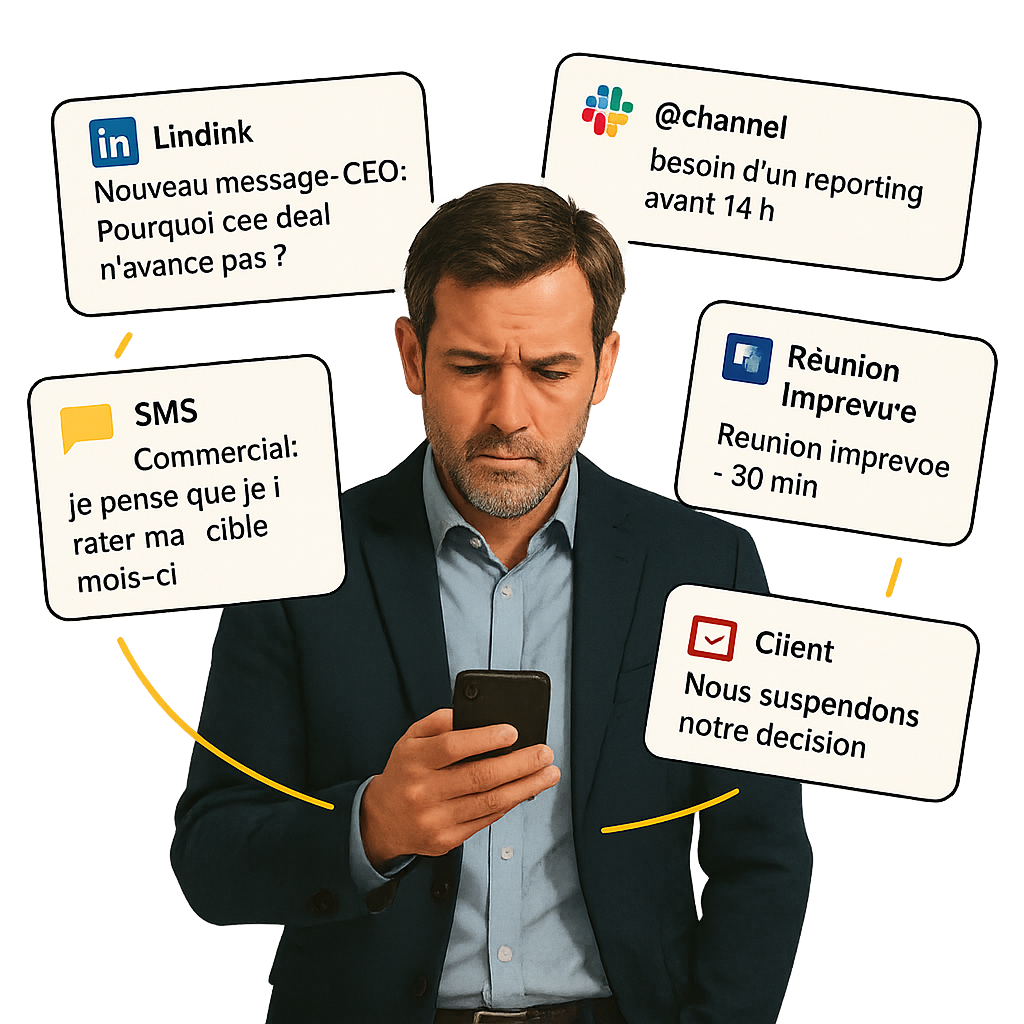 in Lindink
Nouveau message-CEO:
Pourquoi cee deal
n'avance pas ?
@channel
besoin d'un reporting
avant 14 h
SMS
Commercial:
je pense que je i
rater ma cible
mois-ci
Rèunion
Imprevu'e
Reunion imprevoe
- 30 min
Ciient
Nous suspendons
notre decision